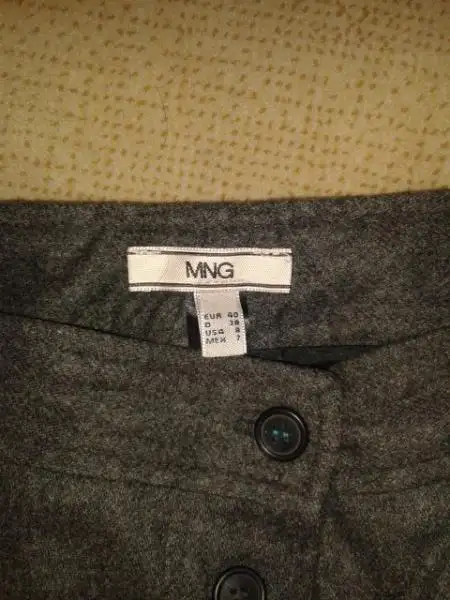 MNG
EUR 40
D 38
USA 8
MEX 7